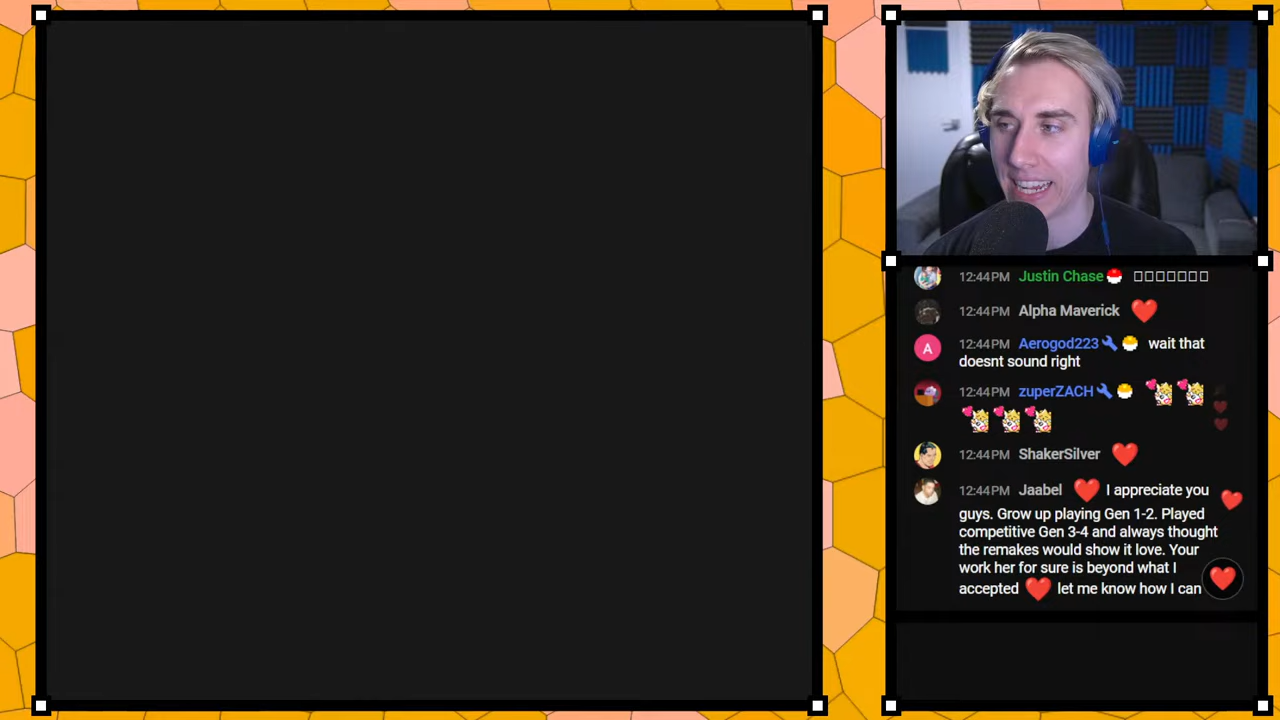 12:44PM Justin Chase
12:44PM Alpha Maverick ❤️
A 12:44PM Aerogod223 wait that
doesnt sound right
12:44PM zuperZACH
12:44PM ShakerSilver ❤️
12:44PM Jaabel ❤️ I appreciate you
guys. Grow up playing Gen 1-2. Played
competitive Gen 3-4 and always thought
the remakes would show it love. Your
work her for sure is beyond what I
accepted ❤️ let me know how I can